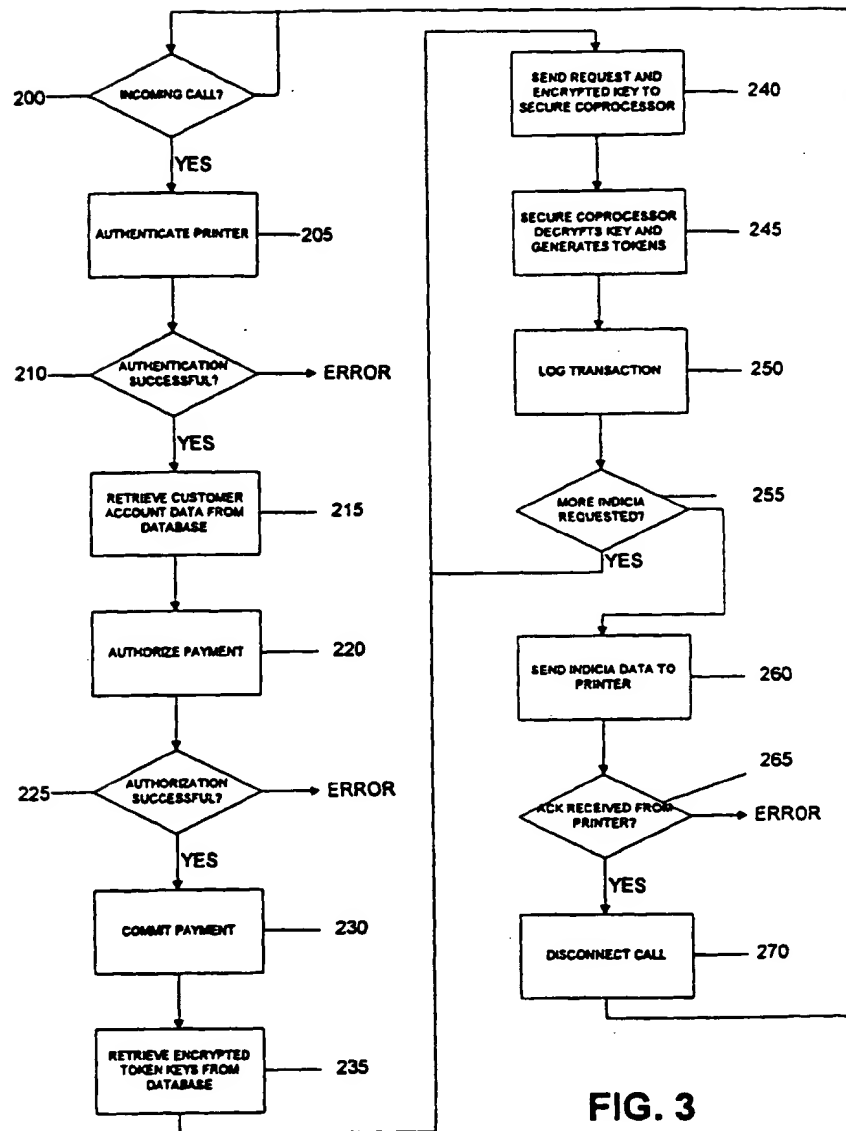 200
INCOMING CALL?
YES
AUTHENTICATE PRINTER
205
210
AUTHENTICATION
SUCCESSFUL?
ERROR
YES
RETRIEVE CUSTOMER
ACCOUNT DATA FROM
DATABASE
215
AUTHORIZE PAYMENT
220
225
AUTHORIZATION
SUCCESSFUL?
ERROR
YES
COMMIT PAYMENT
230
RETRIEVE ENCRYPTED
TOKEN KEYS FROM
DATABASE
235
SEND REQUEST AND
ENCRYPTED KEY TO
SECURE COPROCESSOR
240
SECURE COPROCESSOR
DECRYPTS KEY AND
GENERATES TOKENS
245
LOG TRANSACTION
250
MORE INDICIA
REQUESTED?
255
YES
SEND INDICIA DATA TO
PRINTER
260
265
ACK RECEIVED FROM
PRINTER?
ERROR
YES
DISCONNECT CALL
270
FIG. 3